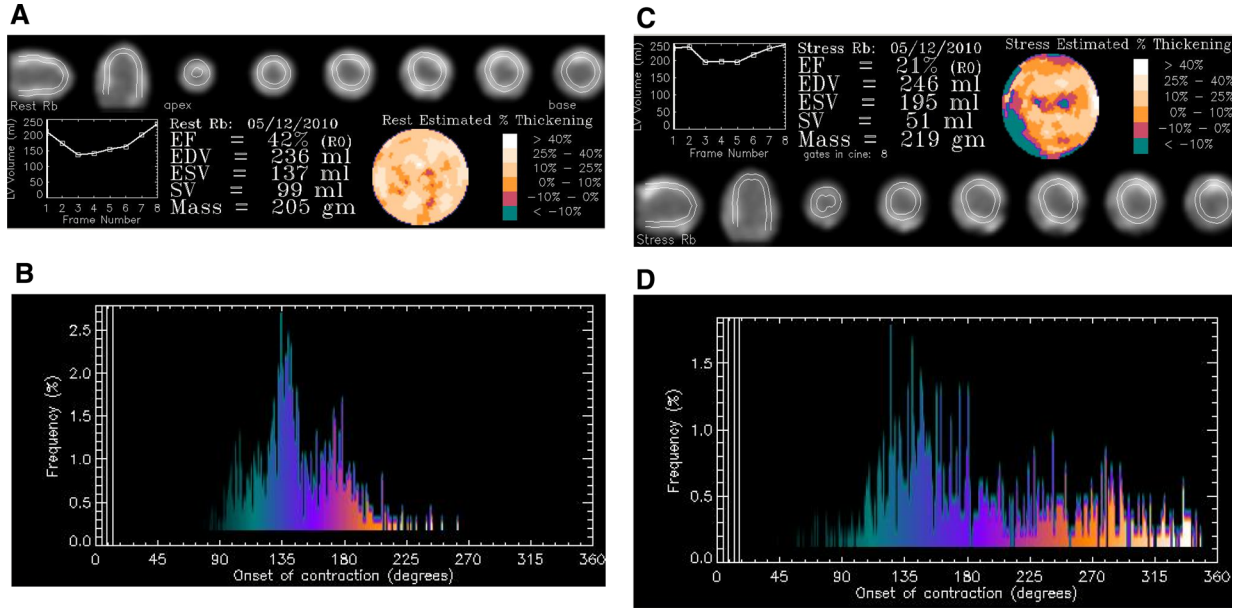 A
Rest Rb
apex
base
LV Volume (ml)
250
200
150
100
50
0
1 2 3 4 5 6 7 8
Frame Number
Rest Rb: 05/12/2010
EF = 42% (R0)
EDV = 236 ml
ESV = 137 ml
SV = 99 ml
Mass = 205 gm
Rest Estimated % Thickening
> 40%
25% - 40%
10% - 25%
0% - 10%
-10% - 0%
< -10%
C
LV Volume (ml)
250
200
150
100
50
0
1 2 3 4 5 6 7 8
Frame Number
Stress Rb: 05/12/2010
EF = 21% (R0)
EDV = 246 ml
ESV = 195 ml
SV = 51 ml
Mass = 219 gm
gates in cine: 8
Stress Estimated % Thickening
> 40%
25% - 40%
10% - 25%
0% - 10%
-10% - 0%
< -10%
Stress Rb
B
Frequency (%)
2.5
2.0
1.5
1.0
0.5
0.0
0 45 90 135 180 225 270 315 360
Onset of contraction (degrees)
D
Frequency (%)
1.5
1.0
0.5
0.0
0 45 90 135 180 225 270 315 360
Onset of contraction (degrees)